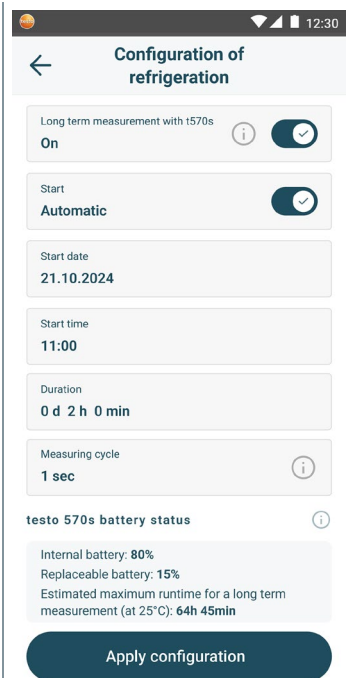 12:30
Configuration of
refrigeration
Long term measurement with t570s
On
Start
Automatic
Start date
21.10.2024
Start time
11:00
Duration
0 d 2 h 0 min
Measuring cycle
1 sec
testo 570s battery status
Internal battery: 80%
Replaceable battery: 15%
Estimated maximum runtime for a long term
measurement (at 25°C): 64h 45min
Apply configuration